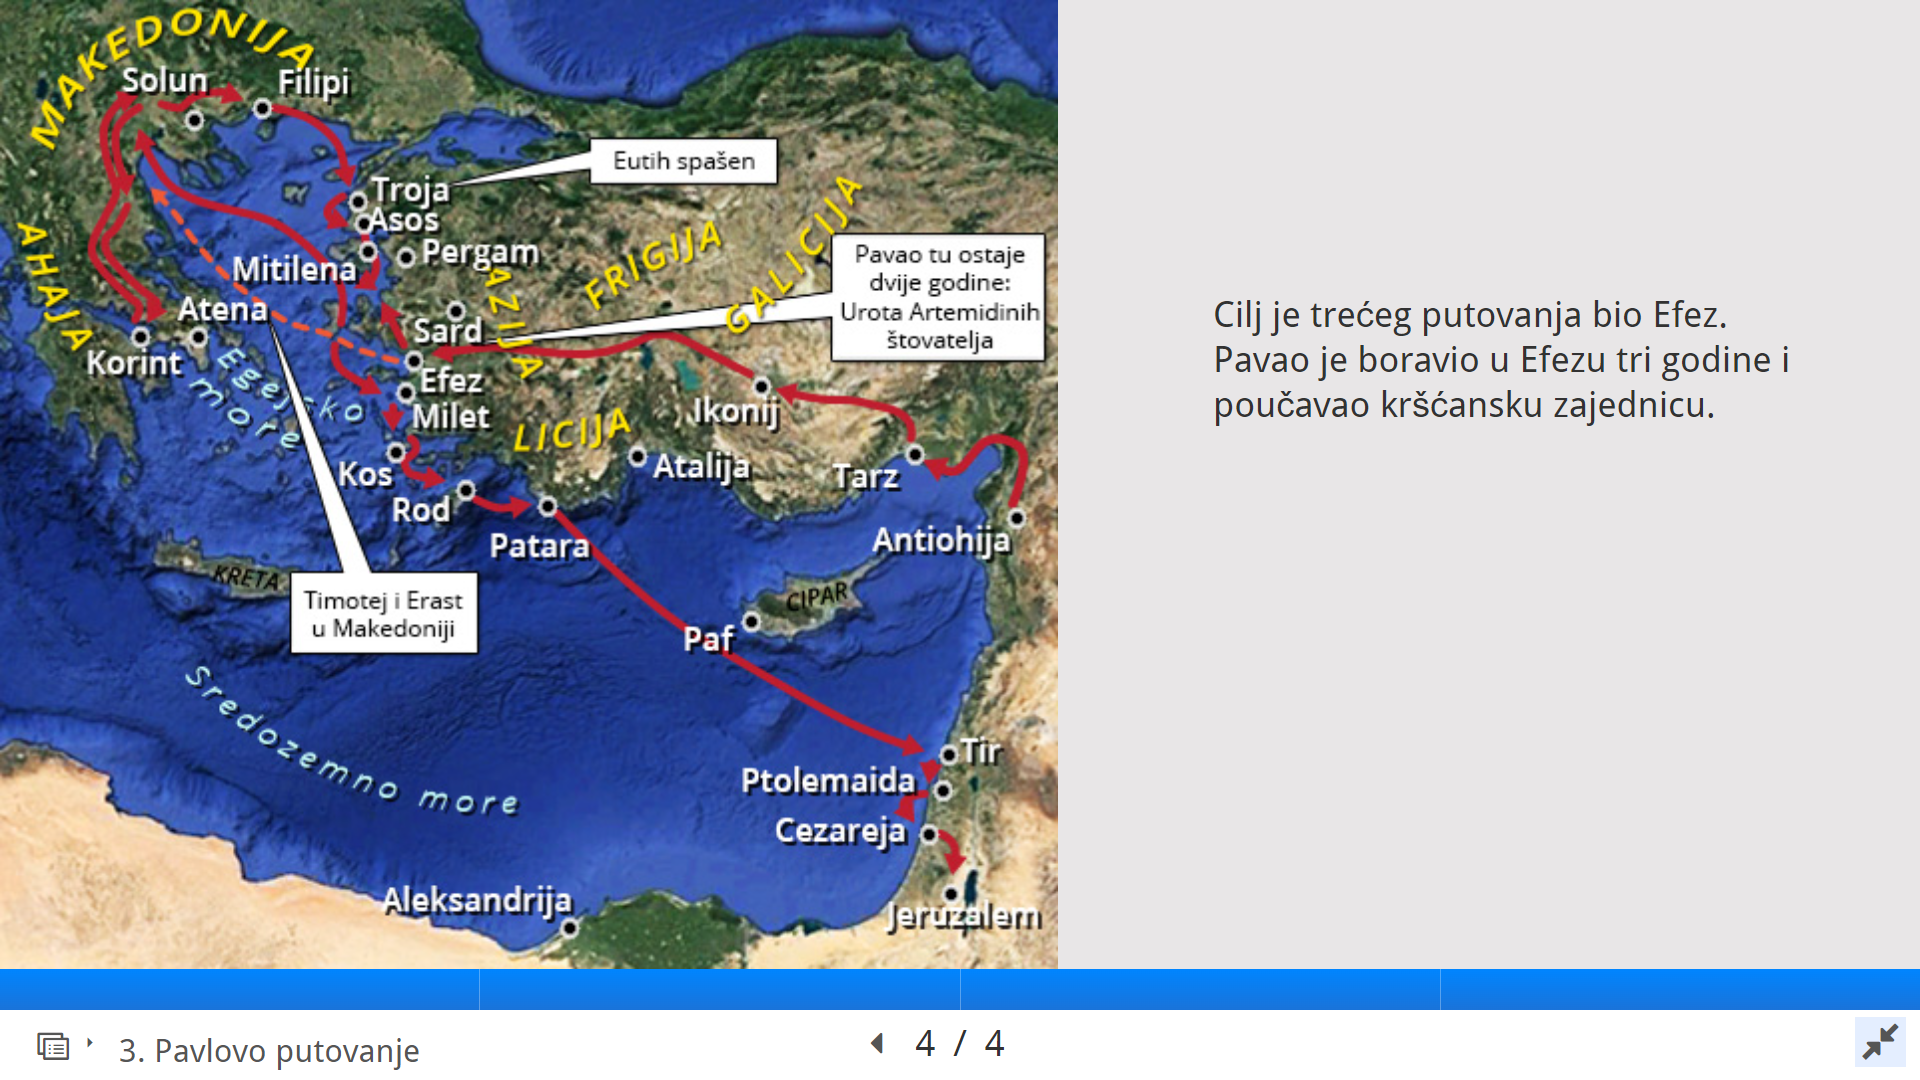 MAKEDONIJA
Solun
Filipi
Eutih spašen
Troja
Asos
AHAJA
Pergam
FRIGIJA
GALICIJA
Mitilena
AZIJA
Pavao tu ostaje
dvije godine:
Urota Artemidinih
štovatelja
Atena
Sard
Korint
Egejsko
more
Efez
Milet
Ikonij
LICIJA
Kos
Atalija
Tarz
Rod
Patara
Antiohija
KRETA
CIPAR
Timotej i Erast
u Makedoniji
Paf
Sredozemno more
Tir
Ptolemaida
Cezareja
Aleksandrija
Jeruzalem
Cilj je trećeg putovanja bio Efez.
Pavao je boravio u Efezu tri godine i
poučavao kršćansku zajednicu.
3. Pavlovo putovanje
4 / 4